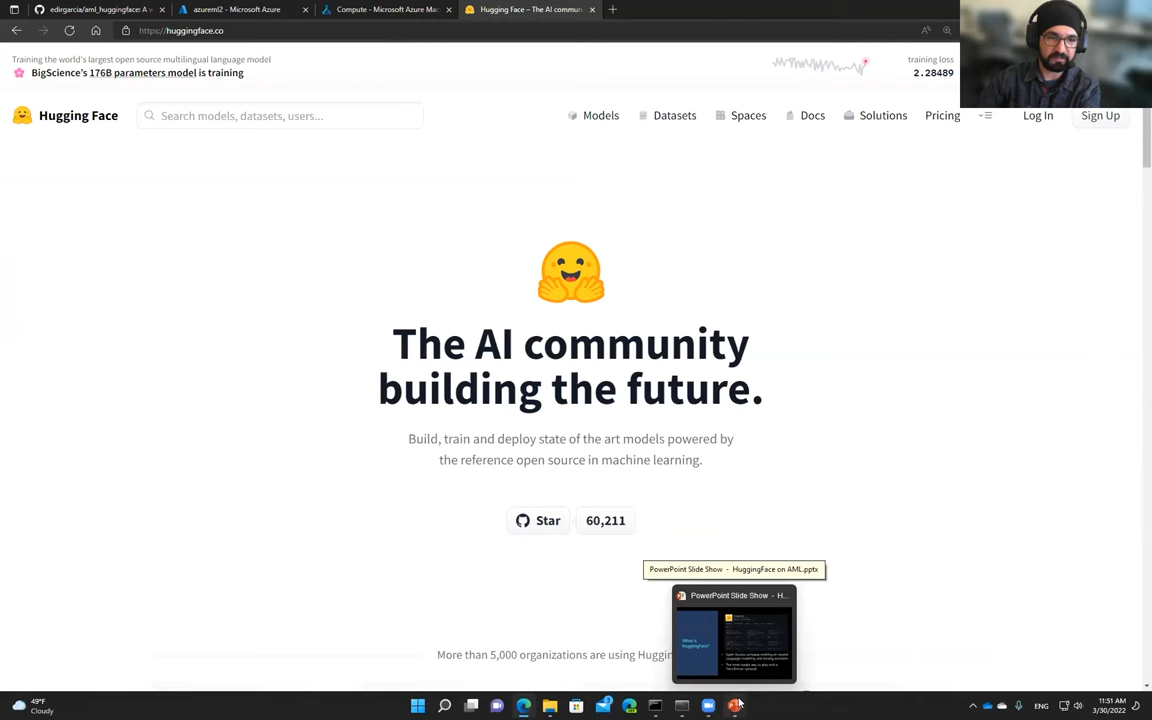 edirgarcia/aml_huggingface: A w
azureml2 - Microsoft Azure
Compute - Microsoft Azure Mac
Hugging Face – The AI commun
https://huggingface.co
Training the world's largest open source multilingual language model
BigScience's 176B parameters model is training
training loss
2.28489
Hugging Face
Search models, datasets, users...
Models
Datasets
Spaces
Docs
Solutions
Pricing
Log In
Sign Up
The AI community
building the future.
Build, train and deploy state of the art models powered by
the reference open source in machine learning.
Star
60,211
PowerPoint Slide Show - HuggingFace on AML.pptx
PowerPoint Slide Show - H...
What is
HuggingFace?
More than 5,000 organizations are using Huggin
49°F
Cloudy
ENG
11:51 AM
3/30/2022